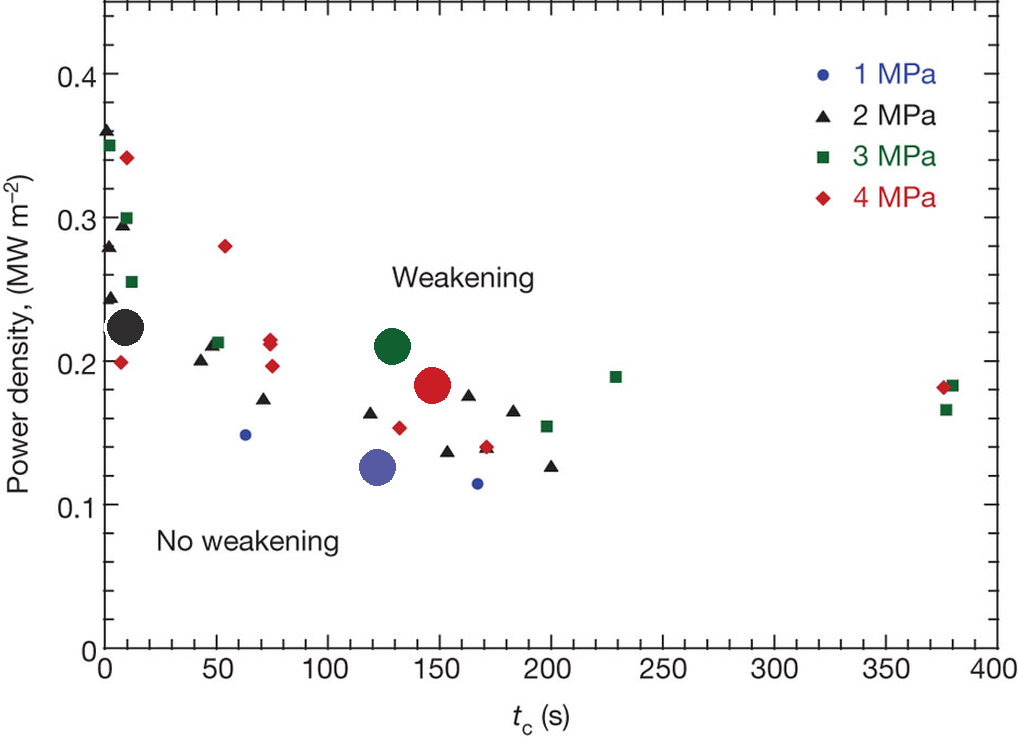 Power density, (MW m⁻²)
0.4
0.3
0.2
0.1
0
1 MPa
2 MPa
3 MPa
4 MPa
Weakening
No weakening
0 50 100 150 200 250 300 350 400
t_c (s)